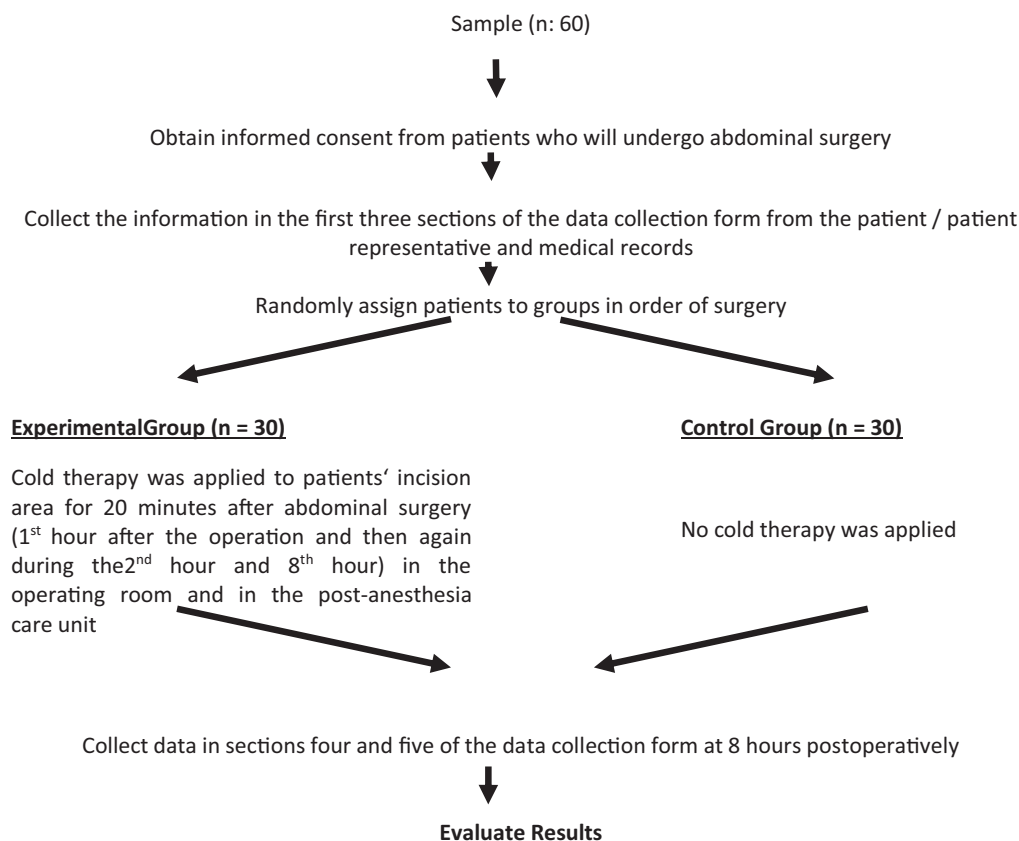 Sample (n: 60)
Obtain informed consent from patients who will undergo abdominal surgery
Collect the information in the first three sections of the data collection form from the patient / patient
representative and medical records
Randomly assign patients to groups in order of surgery
ExperimentalGroup (n = 30)
Cold therapy was applied to patients‘ incision
area for 20 minutes after abdominal surgery
(1st hour after the operation and then again
during the2nd hour and 8th hour) in the
operating room and in the post-anesthesia
care unit
Control Group (n = 30)
No cold therapy was applied
Collect data in sections four and five of the data collection form at 8 hours postoperatively
Evaluate Results